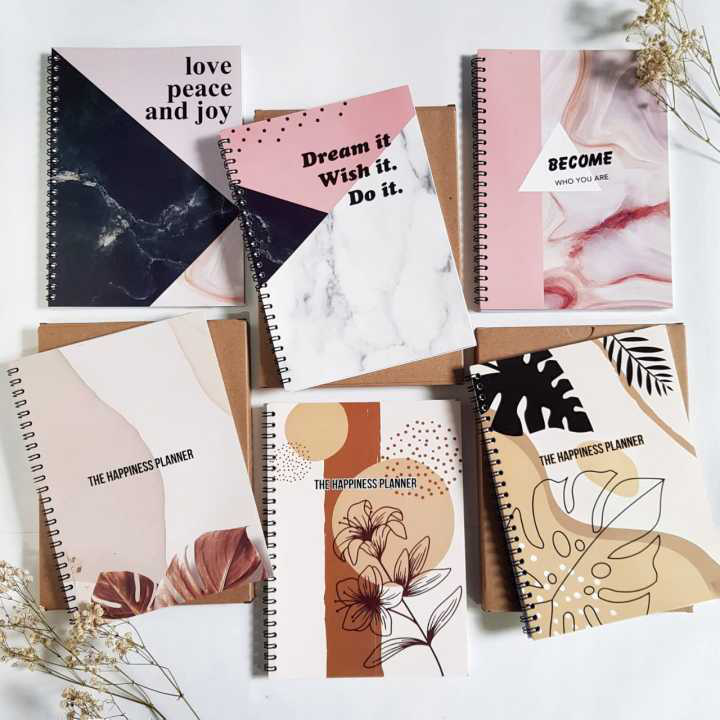 love
peace
and joy
Dream it
Wish it.
Do it.
BECOME
WHO YOU ARE
THE HAPPINESS PLANNER
THE HAPPINESS PLANNER
THE HAPPINESS PLANNER